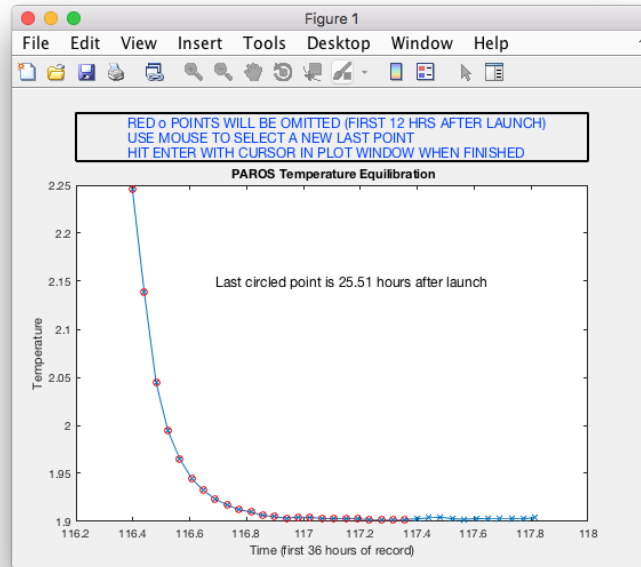 Figure 1
File Edit View Insert Tools Desktop Window Help
RED o POINTS WILL BE OMITTED (FIRST 12 HRS AFTER LAUNCH)
USE MOUSE TO SELECT A NEW LAST POINT
HIT ENTER WITH CURSOR IN PLOT WINDOW WHEN FINISHED
PAROS Temperature Equilibration
2.25
2.2
2.15
2.1
2.05
2
1.95
1.9
Temperature
Last circled point is 25.51 hours after launch
116.2 116.4 116.6 116.8 117 117.2 117.4 117.6 117.8 118
Time (first 36 hours of record)